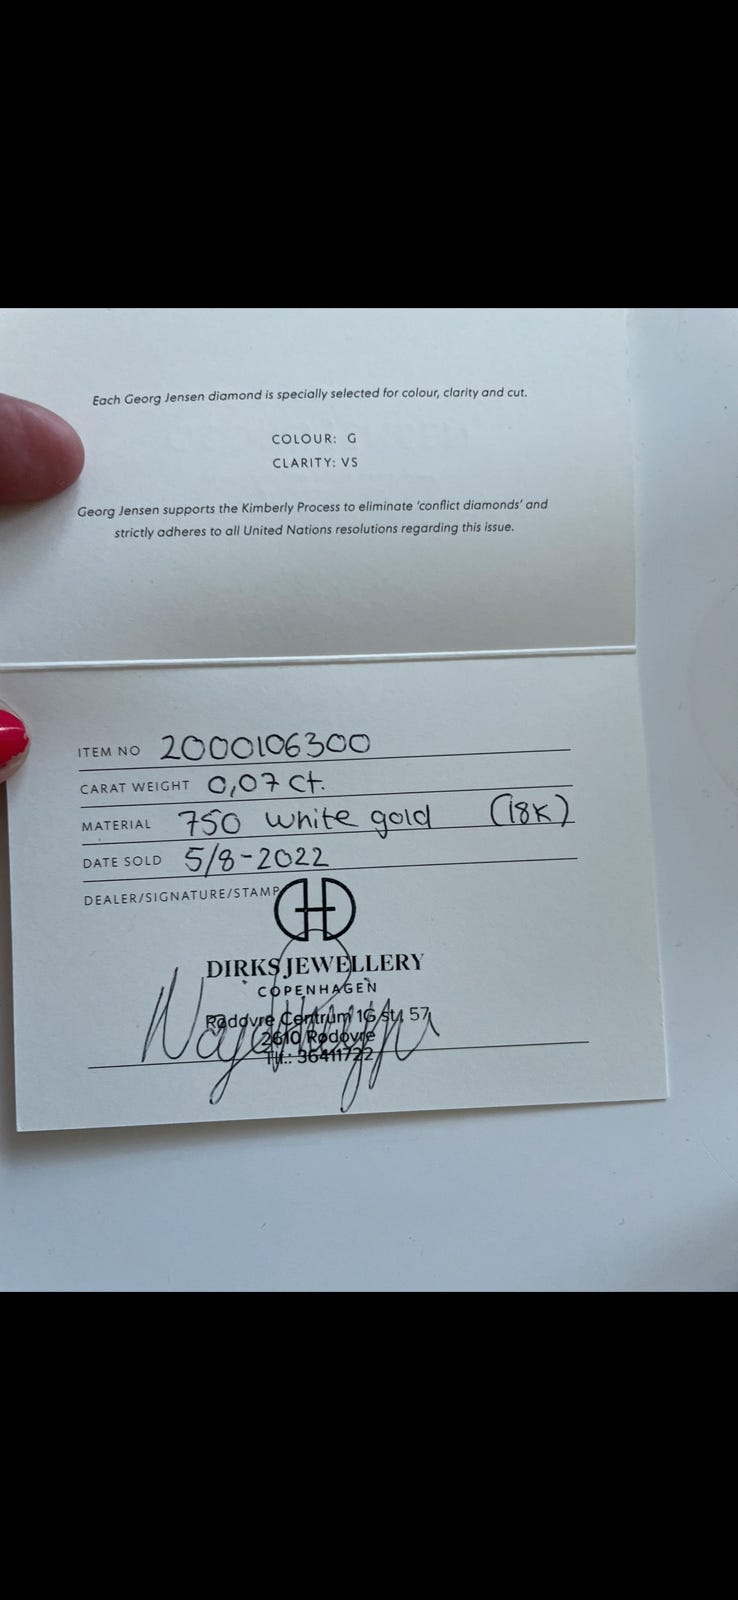 Each Georg Jensen diamond is specially selected for colour, clarity and cut.
COLOUR: G
CLARITY: VS
Georg Jensen supports the Kimberly Process to eliminate 'conflict diamonds' and
strictly adheres to all United Nations resolutions regarding this issue.
ITEM NO 2000106300
CARAT WEIGHT 0,07 ct.
MATERIAL 750 white gold (18K)
DATE SOLD 5/8-2022
DEALER/SIGNATURE/STAMP
DIRKS JEWELLERY
COPENHAGEN
Rødovre Centrum 1G st. 57
2610 Rødovre
Tlf.: 36411722